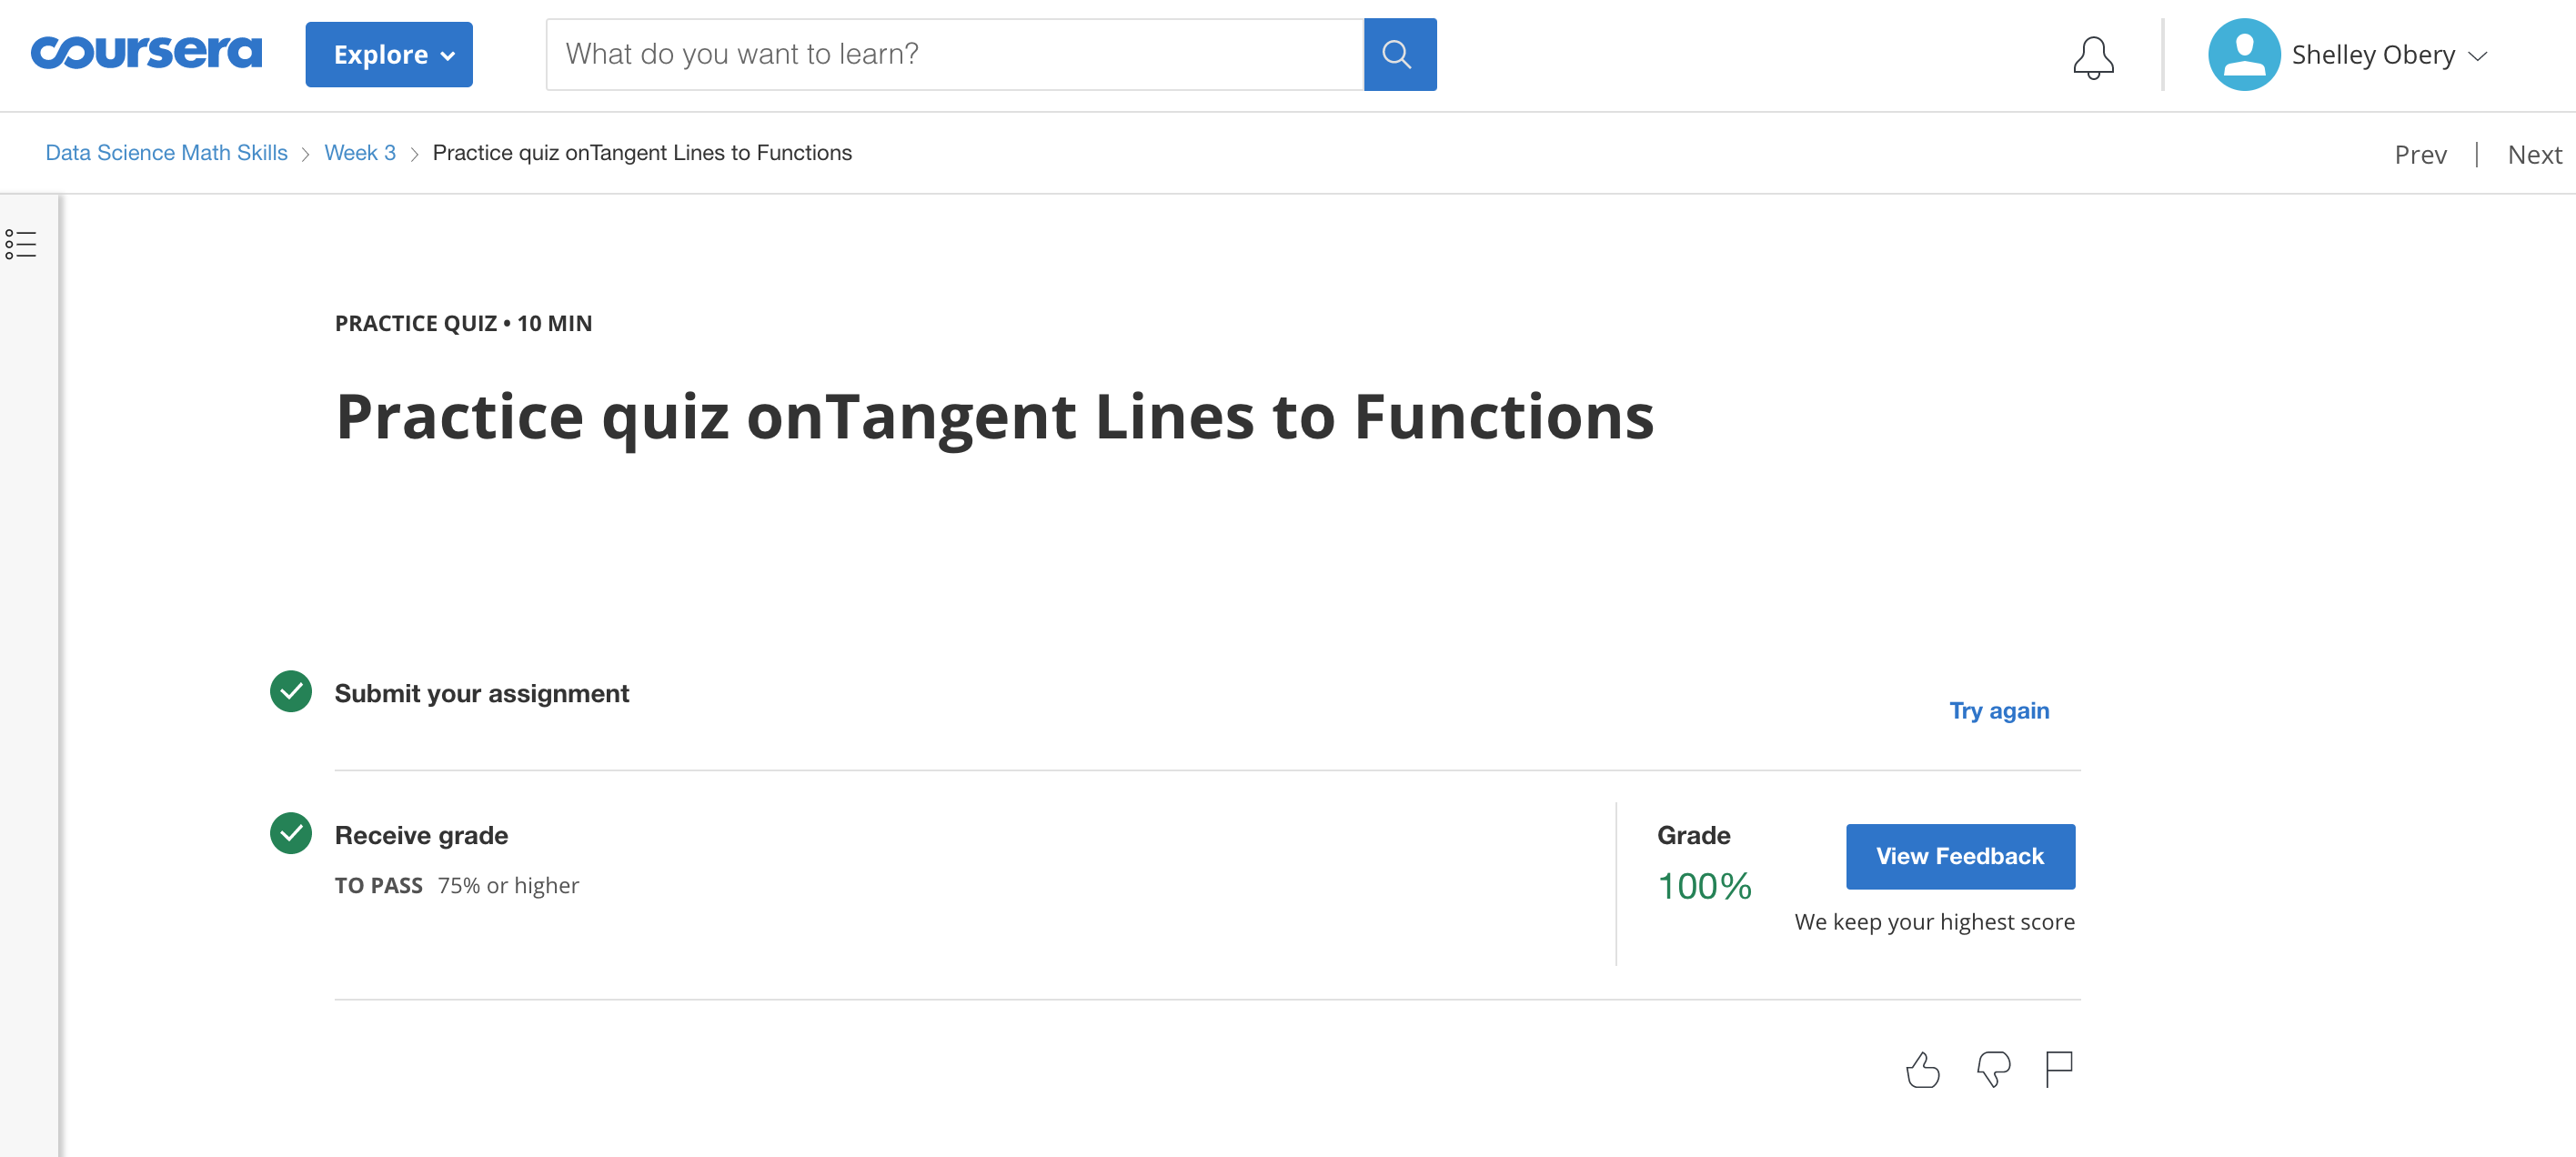 coursera
Explore
What do you want to learn?
Shelley Obery
Data Science Math Skills > Week 3 > Practice quiz onTangent Lines to Functions
Prev | Next
PRACTICE QUIZ • 10 MIN
Practice quiz onTangent Lines to Functions
Submit your assignment
Try again
Receive grade
TO PASS 75% or higher
Grade
100%
View Feedback
We keep your highest score